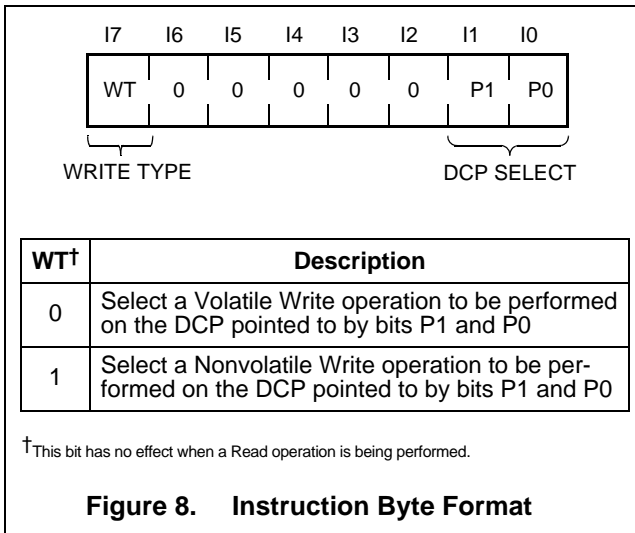 I7 I6 I5 I4 I3 I2 I1 I0
WT 0 0 0 0 0 P1 P0
WRITE TYPE DCP SELECT
WT† Description
0 Select a Volatile Write operation to be performed
on the DCP pointed to by bits P1 and P0
1 Select a Nonvolatile Write operation to be per-
formed on the DCP pointed to by bits P1 and P0
†This bit has no effect when a Read operation is being performed.
Figure 8. Instruction Byte Format